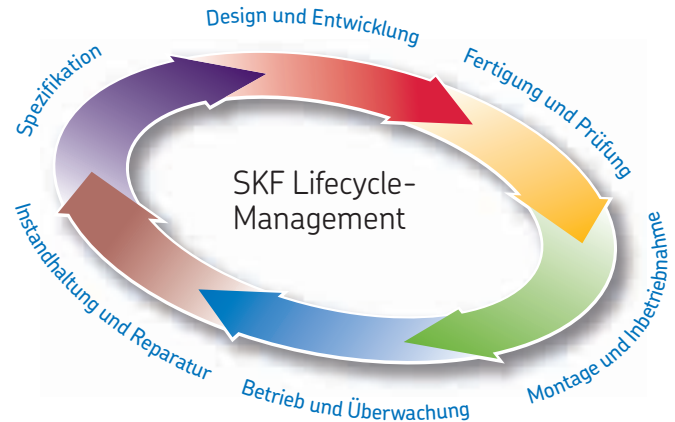 Design und Entwicklung
Fertigung und Prüfung
Spezifikation
SKF Lifecycle-
Management
Montage und Inbetriebnahme
Instandhaltung und Reparatur
Betrieb und Überwachung